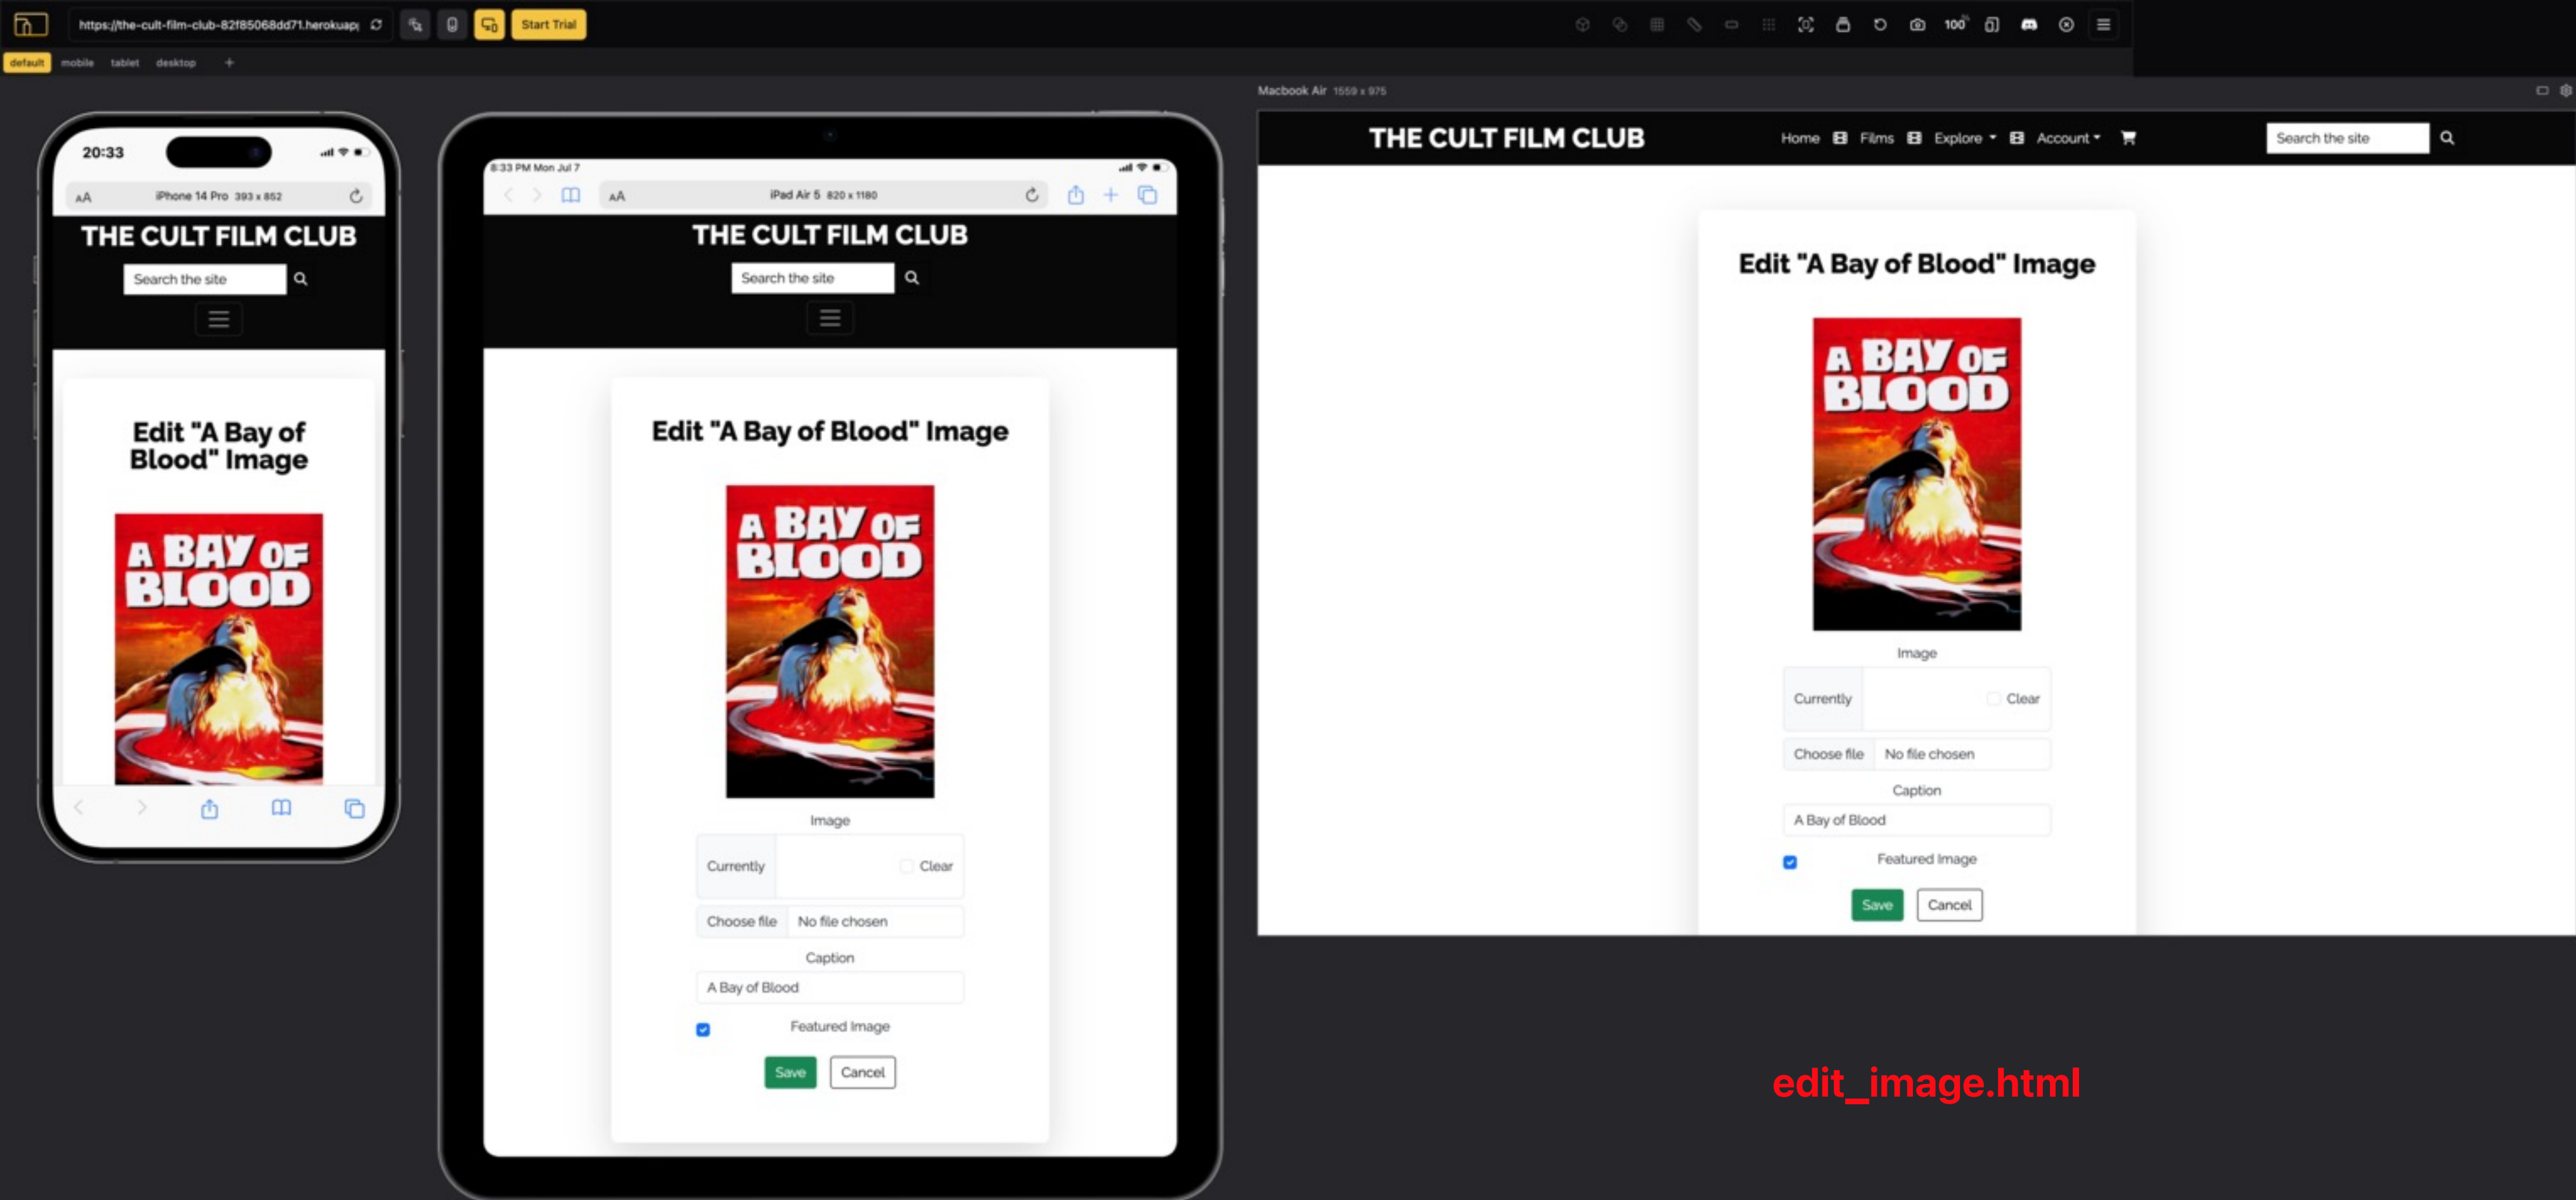 https://the-cult-film-club-82f85068dd71.herokuap
Start Trial
100%
default
mobile
tablet
desktop
+
20:33
AA
iPhone 14 Pro 393 x 852
THE CULT FILM CLUB
Search the site
Edit "A Bay of
Blood" Image
A BAY OF
BLOOD
8:33 PM Mon Jul 7
AA
iPad Air 5 820 x 1180
THE CULT FILM CLUB
Search the site
Edit "A Bay of Blood" Image
A BAY OF
BLOOD
Image
Currently
Clear
Choose file
No file chosen
Caption
A Bay of Blood
Featured Image
Save
Cancel
Macbook Air 1559 x 975
THE CULT FILM CLUB
Home
Films
Explore
Account
Search the site
Edit "A Bay of Blood" Image
A BAY OF
BLOOD
Image
Currently
Clear
Choose file
No file chosen
Caption
A Bay of Blood
Featured Image
Save
Cancel
edit_image.html